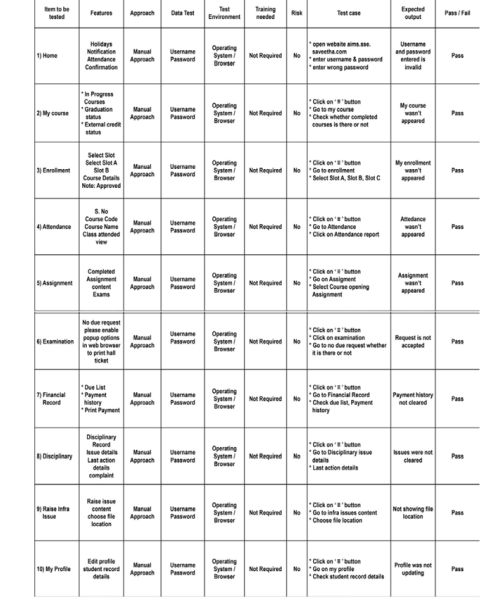 Item to be tested
Features
Approach
Data Test
Test Environment
Training needed
Risk
Test case
Expected output
Pass / Fail
1) Home
Holidays
Notification
Attendance
Confirmation
Manual Approach
Username Password
Operating System / Browser
Not Required
No
* open website aims.sse.
saveetha.com
* enter username & password
* enter wrong password
Username
and password
entered is
invalid
Pass
2) My course
* In Progress
Courses
* Graduation
status
* External credit
status
Manual Approach
Username Password
Operating System / Browser
Not Required
No
* Click on ' ≡ ' button
* Go to my course
* Check whether completed
courses is there or not
My course
wasn't
appeared
Pass
3) Enrollment
Select Slot
Select Slot A
Slot B
Course Details
Note: Approved
Manual Approach
Username Password
Operating System / Browser
Not Required
No
* Click on ' ≡ ' button
* Go to enrollment
* Select Slot A, Slot B, Slot C
My enrollment
wasn't
appeared
Pass
4) Attendance
S. No
Course Code
Course Name
Class attended
view
Manual Approach
Username Password
Operating System / Browser
Not Required
No
* Click on ' ≡ ' button
* Go to Attendance
* Click on Attendance report
Attedance
wasn't
appeared
Pass
5) Assignment
Completed
Assignment
content
Exams
Manual Approach
Username Password
Operating System / Browser
Not Required
No
* Click on ' ≡ ' button
* Go on Assigment
* Select Course opening
Assignment
Assignment
wasn't
appeared
Pass
6) Examination
No due request
please enable
popup options
in web browser
to print hall
ticket
Manual Approach
Username Password
Operating System / Browser
Not Required
No
* Click on ' ≡ ' button
* Click on examination
* Go to no due request whether
it is there or not
Request is not
accepted
Pass
7) Financial
Record
* Due List
* Payment
history
* Print Payment
Manual Approach
Username Password
Operating System / Browser
Not Required
No
* Click on ' ≡ ' button
* Go to Financial Record
* Check due list, Payment
history
Payment history
not cleared
Pass
8) Disciplinary
Disciplinary
Record
Issue details
Last action
details
complaint
Manual Approach
Username Password
Operating System / Browser
Not Required
No
* Click on ' ≡ ' button
* Go to Disciplinary issue
details
* Last action details
Issues were not
cleared
Pass
9) Raise Infra
Issue
Raise issue
content
choose file
location
Manual Approach
Username Password
Operating System / Browser
Not Required
No
* Click on ' ≡ ' button
* Go to infra issues content
* Choose file location
Not showing file
location
Pass
10) My Profile
Edit profile
student record
details
Manual Approach
Username Password
Operating System / Browser
Not Required
No
* Click on ' ≡ ' button
* Go on my profile
* Check student record details
Profile was not
updating
Pass